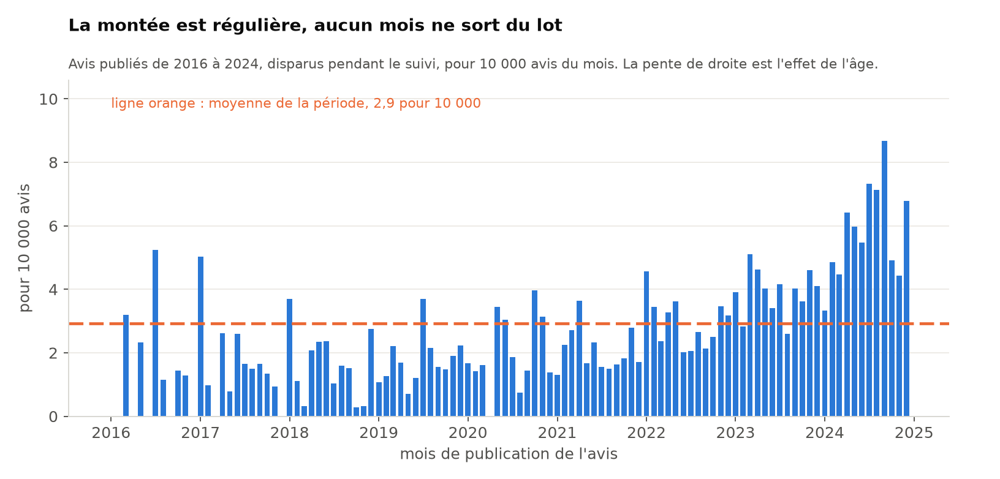 La montée est régulière, aucun mois ne sort du lot
Avis publiés de 2016 à 2024, disparus pendant le suivi, pour 10 000 avis du mois. La pente de droite est l'effet de l'âge.
ligne orange : moyenne de la période, 2,9 pour 10 000
pour 10 000 avis
10
8
6
4
2
0
2016 2017 2018 2019 2020 2021 2022 2023 2024 2025
mois de publication de l'avis